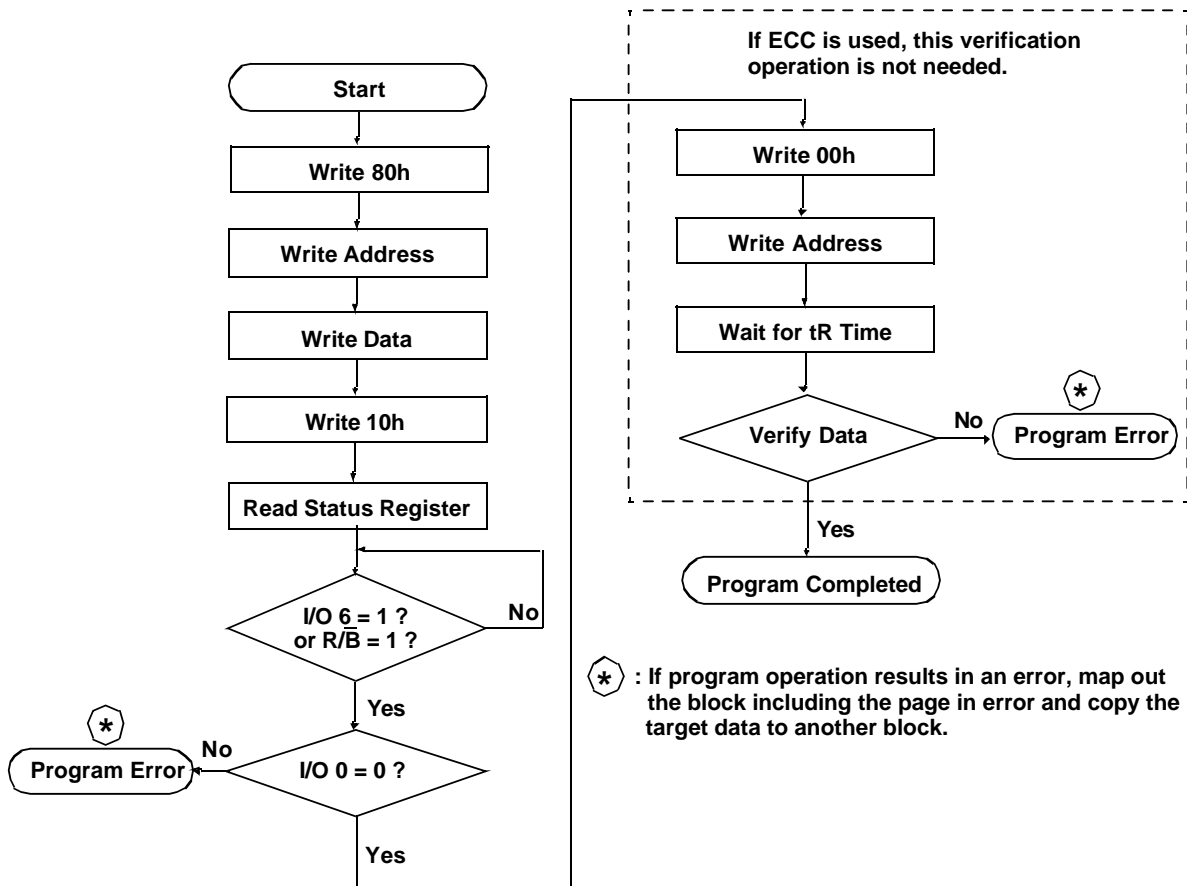 Start
Write 80h
Write Address
Write Data
Write 10h
Read Status Register
I/O 6 = 1 ?
or R/B̅ = 1 ?
No
Yes
*
No
Program Error
I/O 0 = 0 ?
Yes
If ECC is used, this verification
operation is not needed.
Write 00h
Write Address
Wait for tR Time
Verify Data
No
*
Program Error
Yes
Program Completed
* : If program operation results in an error, map out
the block including the page in error and copy the
target data to another block.